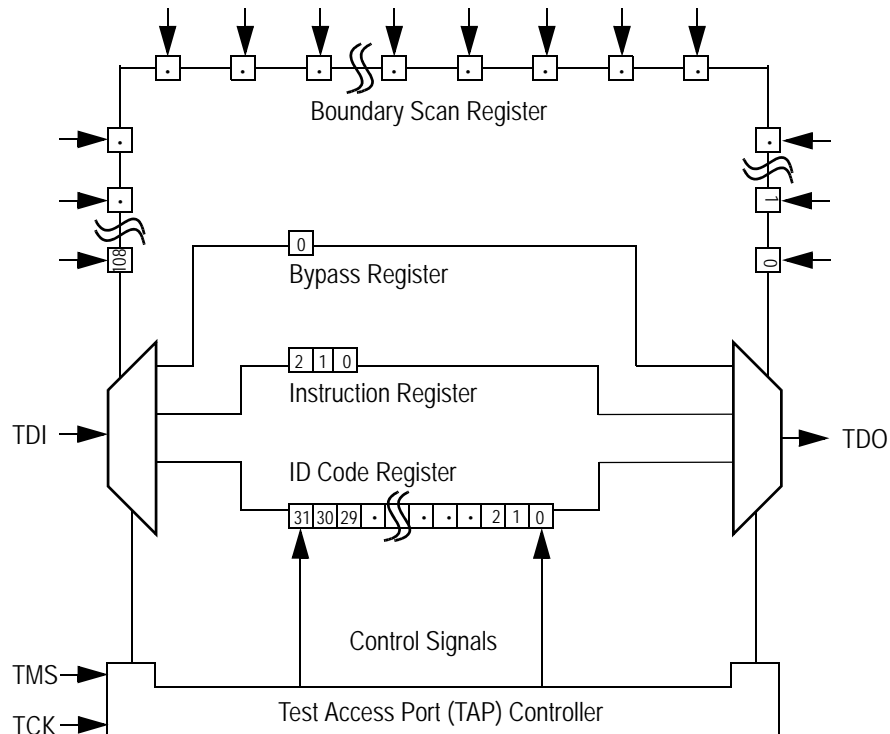 · · · · · · · ·
Boundary Scan Register
· ·
· 1
108 0
0
Bypass Register
2 1 0
Instruction Register
TDI TDO
ID Code Register
31 30 29 · · · · 2 1 0
Control Signals
TMS
Test Access Port (TAP) Controller
TCK